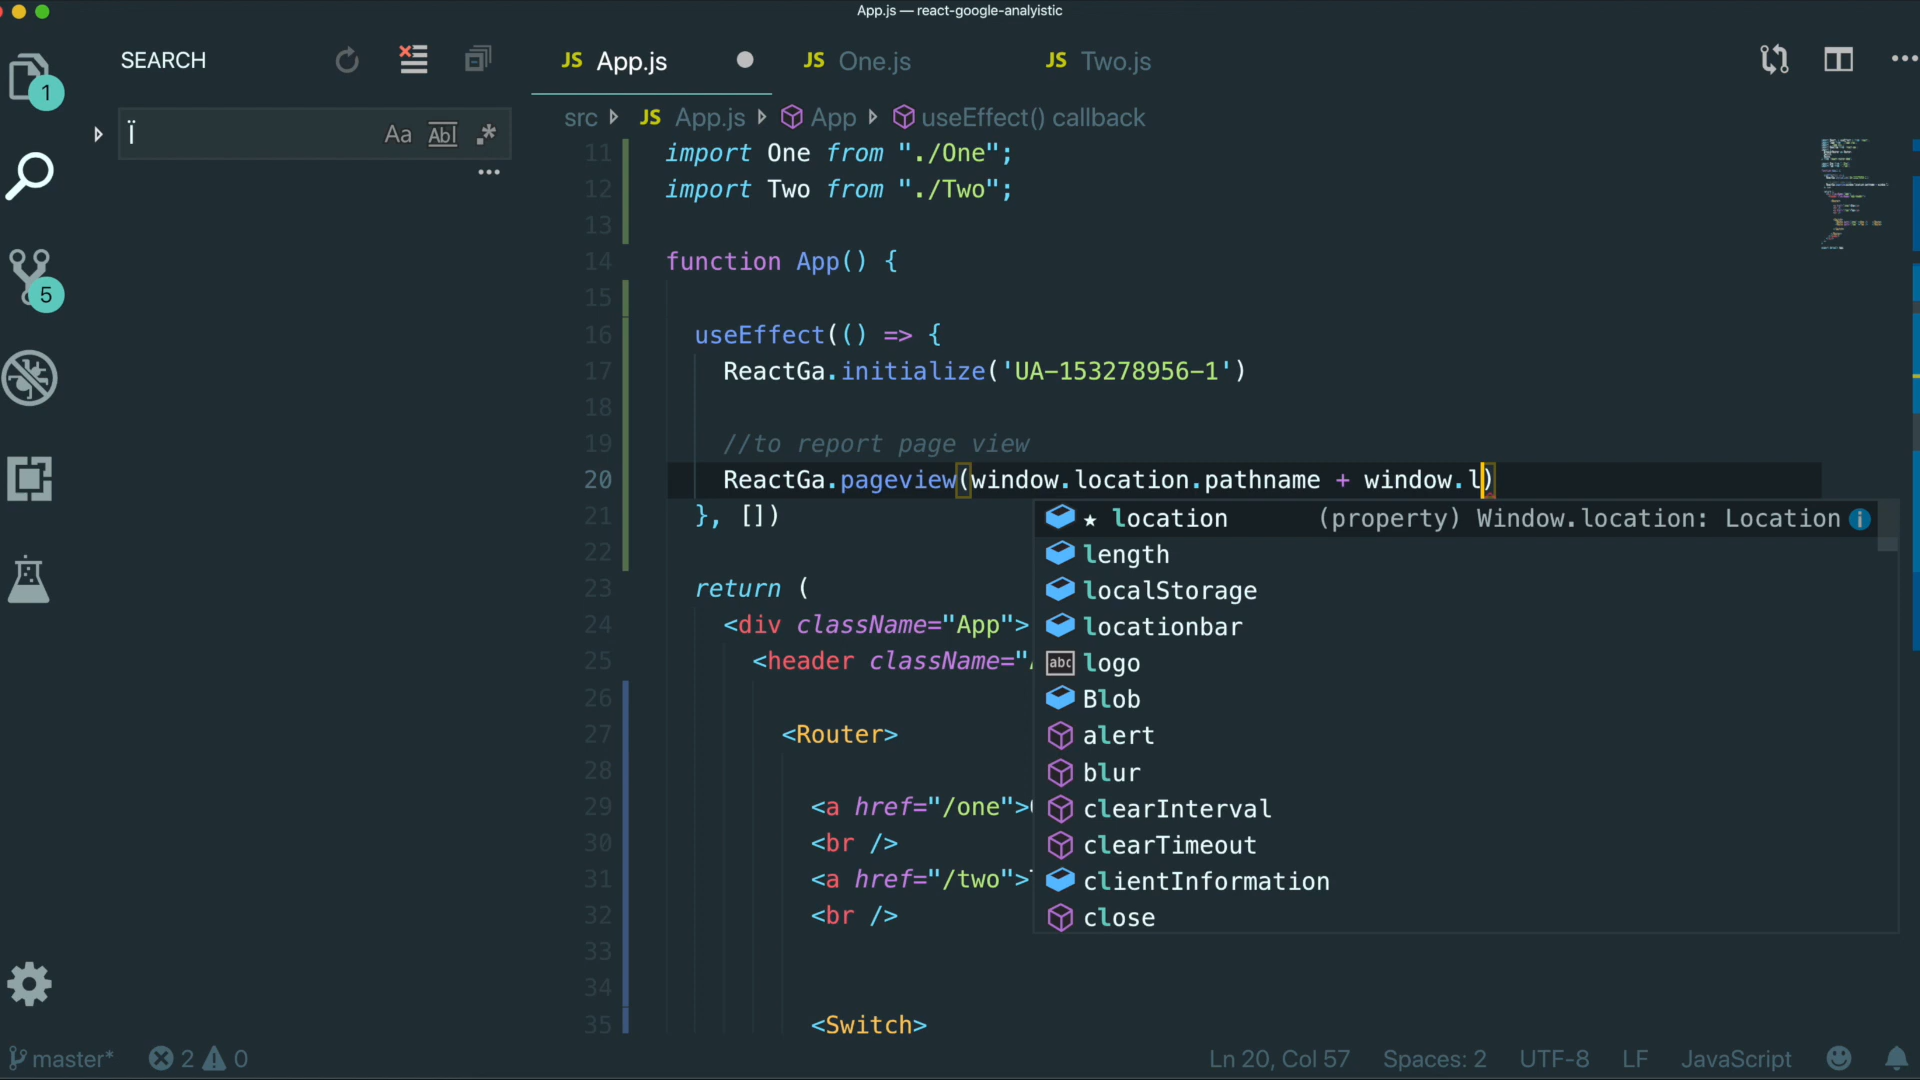 App.js — react-google-analyistic
SEARCH
JS App.js
JS One.js
JS Two.js
1
Ï
Aa Abl .*
src JS App.js App useEffect() callback
11 import One from "./One";
12 import Two from "./Two";
13
14 function App() {
15
16 useEffect(() => {
17 ReactGa.initialize('UA-153278956-1')
18
19 //to report page view
20 ReactGa.pageview(window.location.pathname + window.l)
21 }, [])
22
23 return (
24 <div className="App">
25 <header className="
26
27 <Router>
28
29 <a href="/one">
30 <br />
31 <a href="/two">
32 <br />
33
34
35 <Switch>
location (property) Window.location: Location
length
localStorage
locationbar
abc logo
Blob
alert
blur
clearInterval
clearTimeout
clientInformation
close
5
master* 2 0
Ln 20, Col 57 Spaces: 2 UTF-8 LF JavaScript